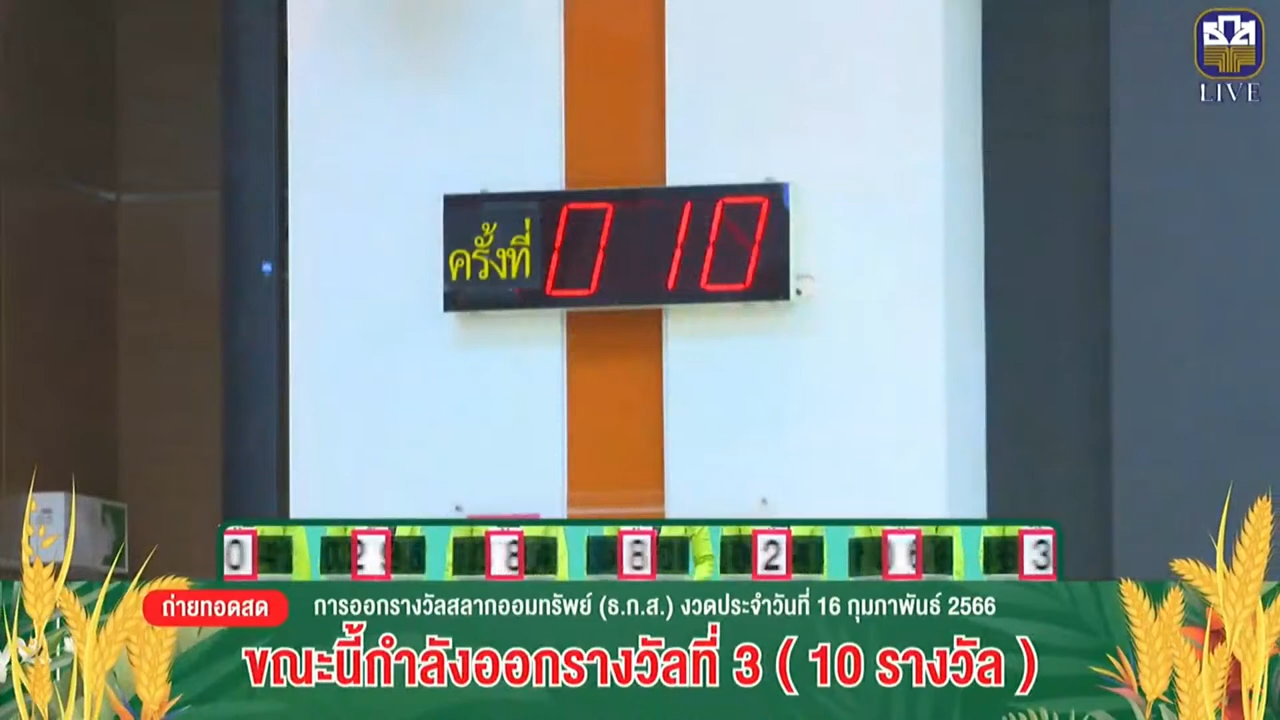 ธกส
LIVE
ครั้งที่ 010
0 8 8 2 3
ถ่ายทอดสด การออกรางวัลสลากออมทรัพย์ (ธ.ก.ส.) งวดประจำวันที่ 16 กุมภาพันธ์ 2566
ขณะนี้กำลังออกรางวัลที่ 3 ( 10 รางวัล )